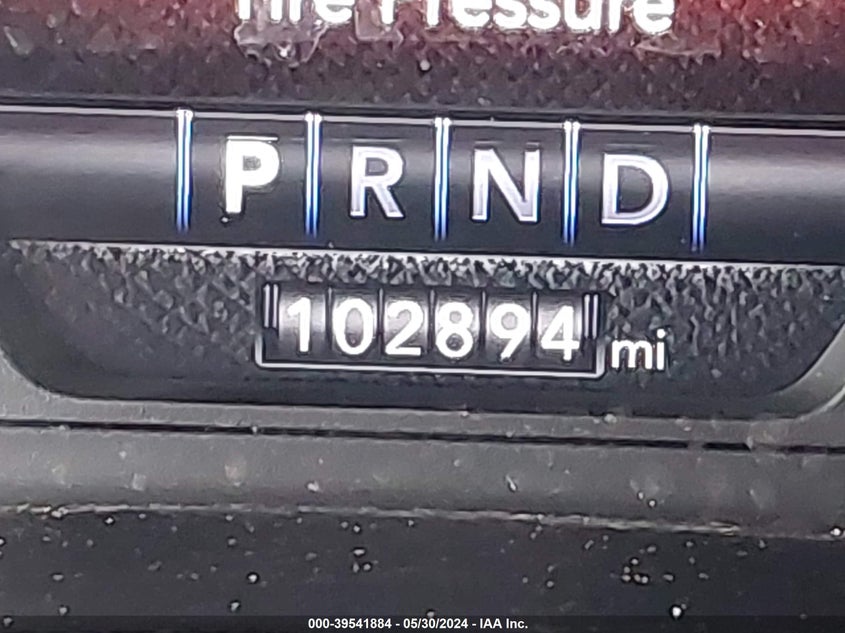 Tire Pressure
P R N D
102894 mi
000-39541884 - 05/30/2024 - IAA Inc.